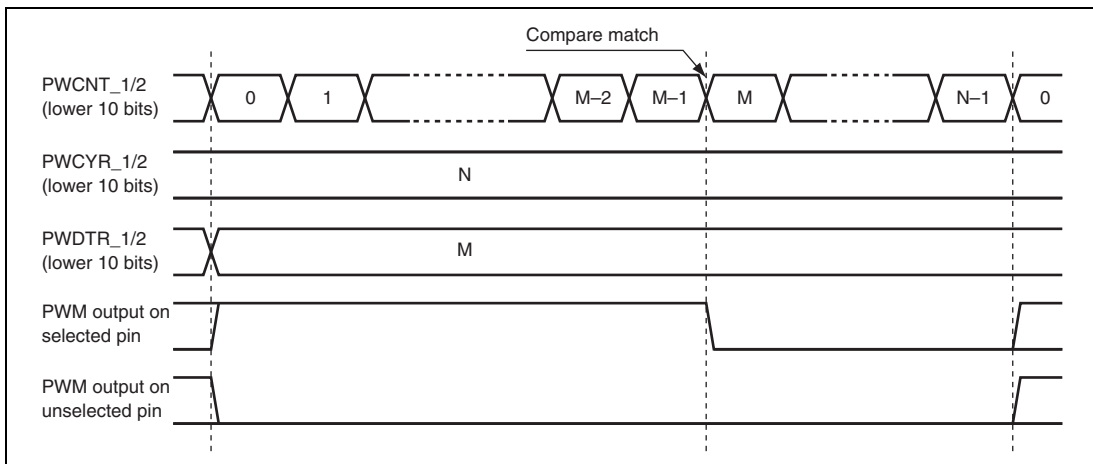 Compare match
PWCNT_1/2
(lower 10 bits)
0 1 M–2 M–1 M N–1 0
PWCYR_1/2
(lower 10 bits)
N
PWDTR_1/2
(lower 10 bits)
M
PWM output on
selected pin
PWM output on
unselected pin